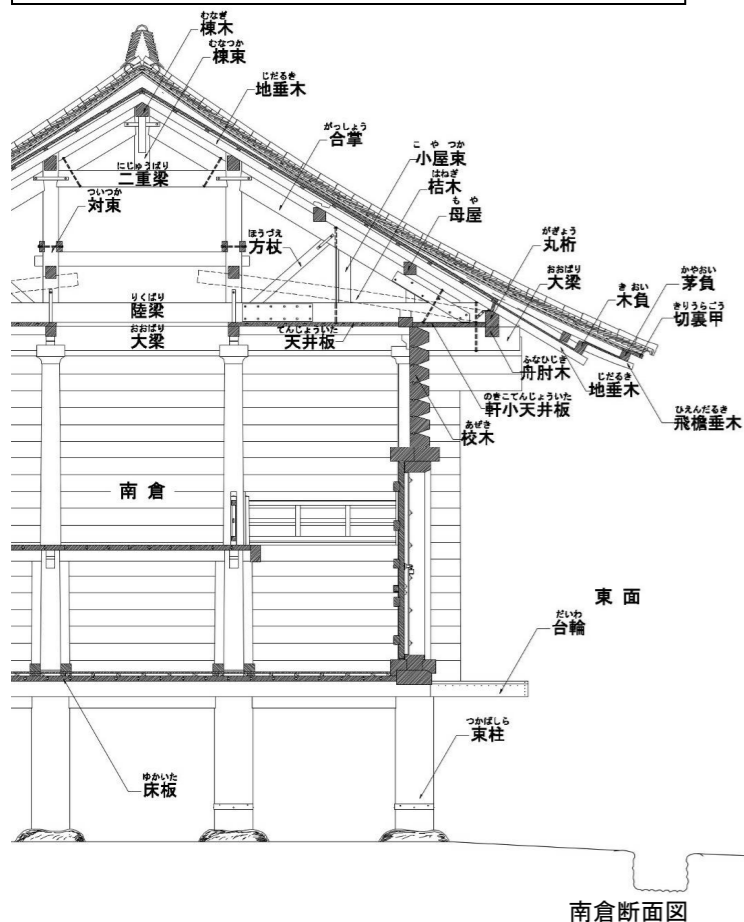 むなぎ
棟木
むなつか
棟束
じだるき
地垂木
がっしょう
合掌
こ や つか
小屋束
はねぎ
桔木
も や
母屋
にじゅうばり
二重梁
ついつか
対束
ほうづえ
方杖
がぎょう
丸桁
おおばり
大梁
き おい
木負
かやおい
茅負
きりうらごう
切裏甲
りくばり
陸梁
おおばり
大梁
てんじょういた
天井板
ふなひじき
舟肘木
じだるき
地垂木
のきこてんじょういた
軒小天井板
ひえんだるき
飛檐垂木
あぜき
校木
南 倉
東 面
だいわ
台輪
つかばしら
束柱
ゆかいた
床板
南倉断面図